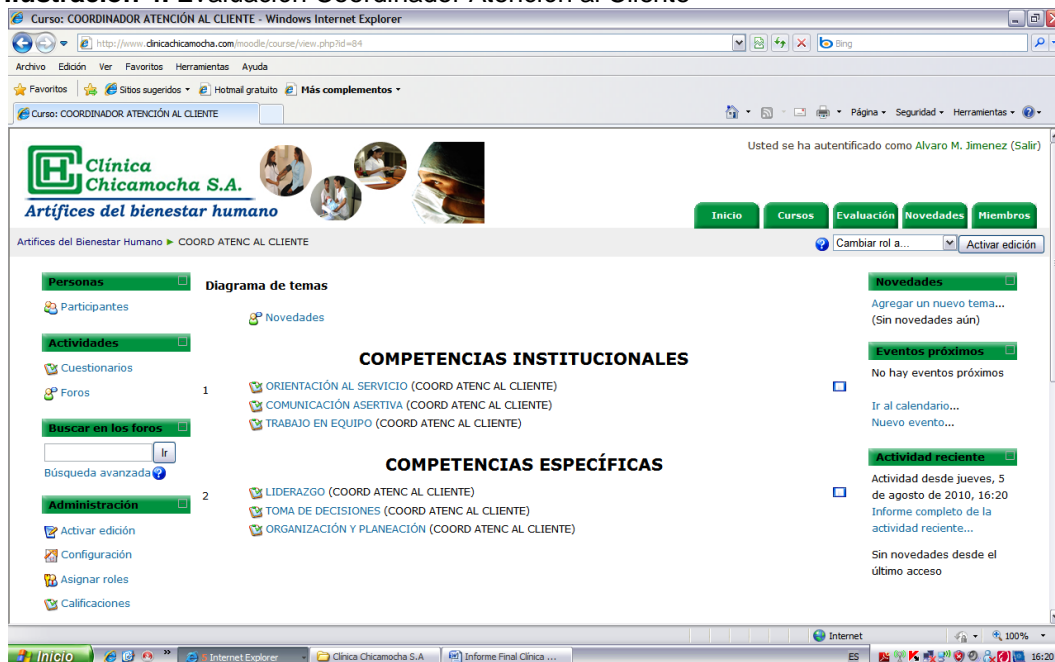 Evaluación Coordinador Atención al Cliente
Curso: COORDINADOR ATENCIÓN AL CLIENTE - Windows Internet Explorer
http://www.clinicachicamocha.com/moodle/course/view.php?id=84
Bing
Archivo Edición Ver Favoritos Herramientas Ayuda
Favoritos Sitios sugeridos Hotmail gratuito Más complementos
Curso: COORDINADOR ATENCIÓN AL CLIENTE
Página Seguridad Herramientas
Usted se ha autentificado como Alvaro M. Jimenez (Salir)
Clínica
Chicamocha S.A.
Artífices del bienestar humano
Inicio Cursos Evaluación Novedades Miembros
Artifices del Bienestar Humano ► COORD ATENC AL CLIENTE
Cambiar rol a... Activar edición
Personas
Participantes
Actividades
Cuestionarios
Foros
Buscar en los foros
Ir
Búsqueda avanzada
Administración
Activar edición
Configuración
Asignar roles
Calificaciones
Diagrama de temas
Novedades
COMPETENCIAS INSTITUCIONALES
1
ORIENTACIÓN AL SERVICIO (COORD ATENC AL CLIENTE)
COMUNICACIÓN ASERTIVA (COORD ATENC AL CLIENTE)
TRABAJO EN EQUIPO (COORD ATENC AL CLIENTE)
COMPETENCIAS ESPECÍFICAS
2
LIDERAZGO (COORD ATENC AL CLIENTE)
TOMA DE DECISIONES (COORD ATENC AL CLIENTE)
ORGANIZACIÓN Y PLANEACIÓN (COORD ATENC AL CLIENTE)
Novedades
Agregar un nuevo tema...
(Sin novedades aún)
Eventos próximos
No hay eventos próximos
Ir al calendario...
Nuevo evento...
Actividad reciente
Actividad desde jueves, 5
de agosto de 2010, 16:20
Informe completo de la
actividad reciente...
Sin novedades desde el
último acceso
Internet 100%
Inicio Internet Explorer Clínica Chicamocha S.A Informe Final Clínica ... ES 16:20